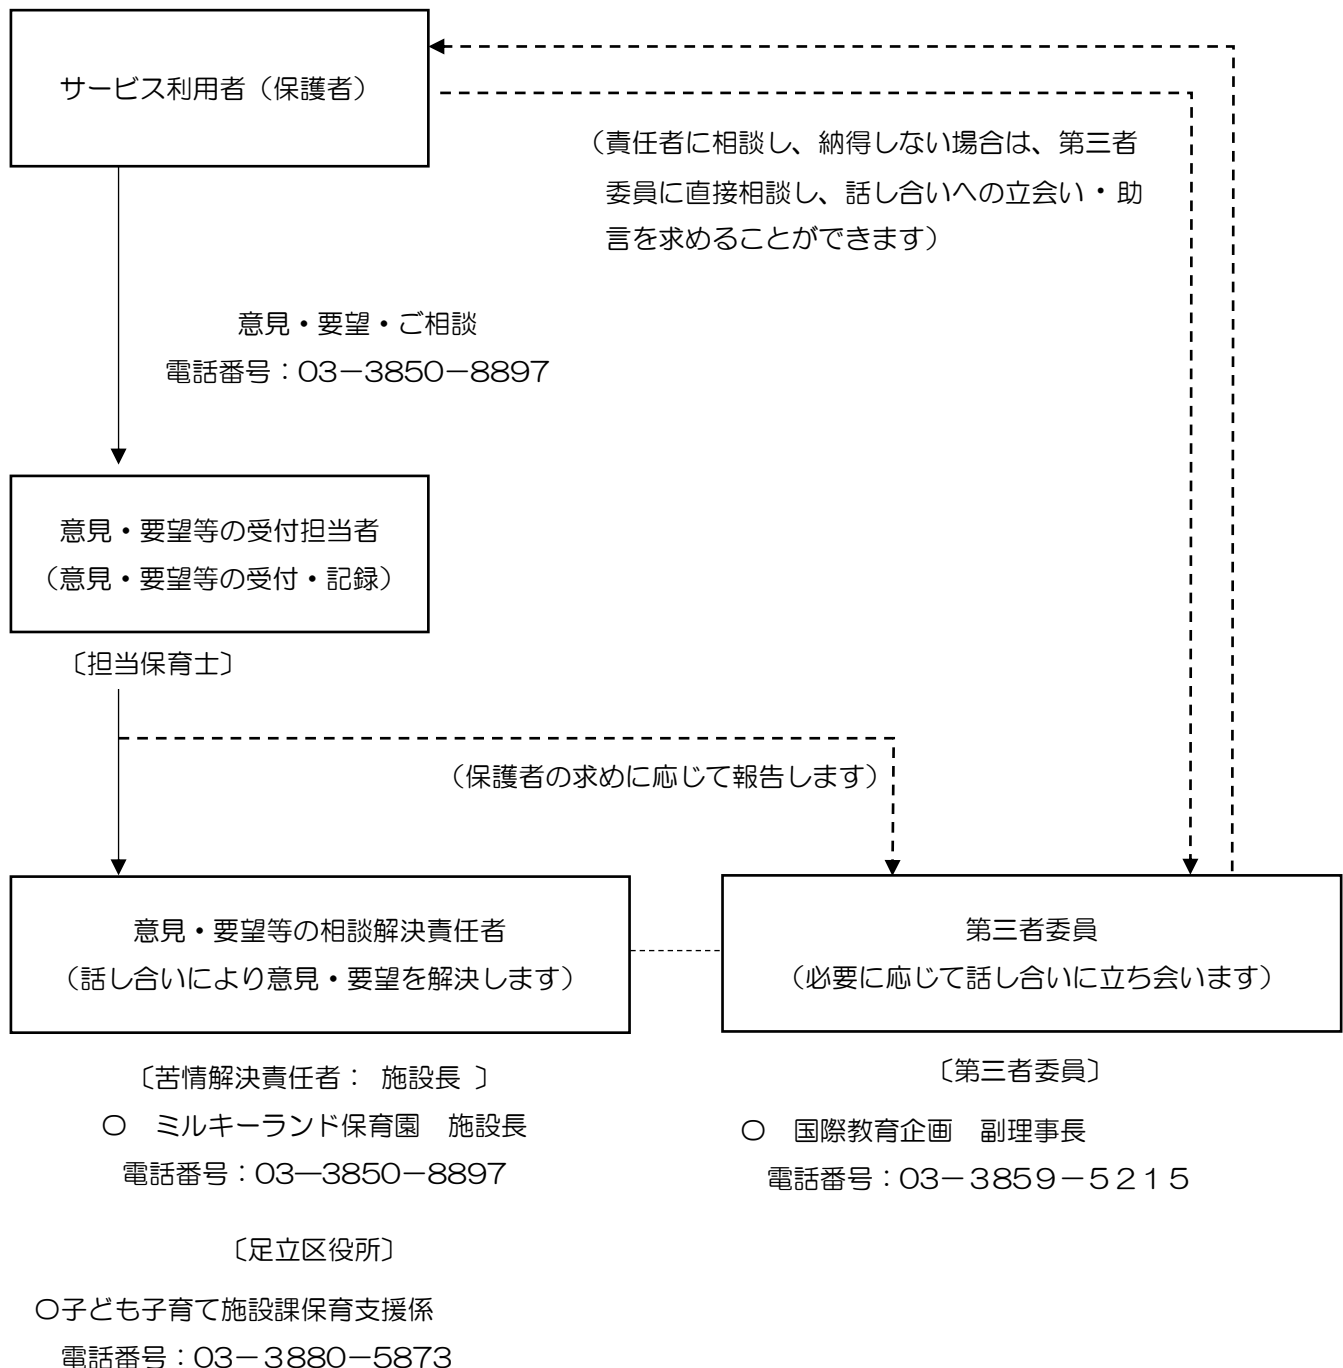 サービス利用者（保護者）
（責任者に相談し、納得しない場合は、第三者
委員に直接相談し、話し合いへの立会い・助
言を求めることができます）
意見・要望・ご相談
電話番号：03－3850－8897
意見・要望等の受付担当者
（意見・要望等の受付・記録）
〔担当保育士〕
（保護者の求めに応じて報告します）
意見・要望等の相談解決責任者
（話し合いにより意見・要望を解決します）
第三者委員
（必要に応じて話し合いに立ち会います）
〔苦情解決責任者： 施設長 〕
〇　ミルキーランド保育園　施設長
電話番号：03―3850－8897
〔第三者委員〕
〇　国際教育企画　副理事長
電話番号：03－３859－５２１５
〔足立区役所〕
〇子ども子育て施設課保育支援係
電話番号：03－３880－5873